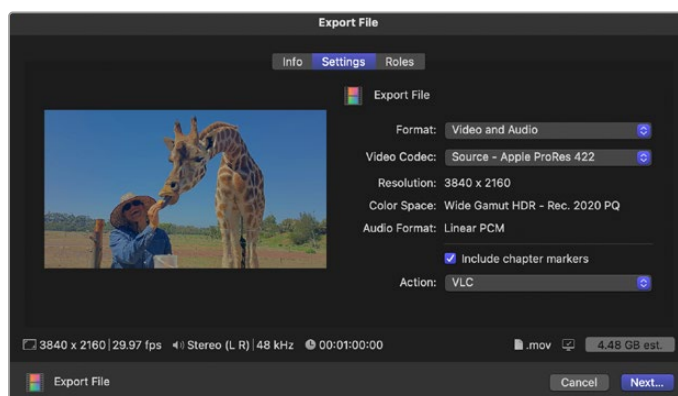 Export File
Info Settings Roles
Export File
Format: Video and Audio
Video Codec: Source - Apple ProRes 422
Resolution: 3840 x 2160
Color Space: Wide Gamut HDR - Rec. 2020 PQ
Audio Format: Linear PCM
Include chapter markers
Action: VLC
3840 x 2160 | 29.97 fps Stereo (L R) | 48 kHz 00:01:00:00 .mov 4.48 GB est.
Export File Cancel Next...